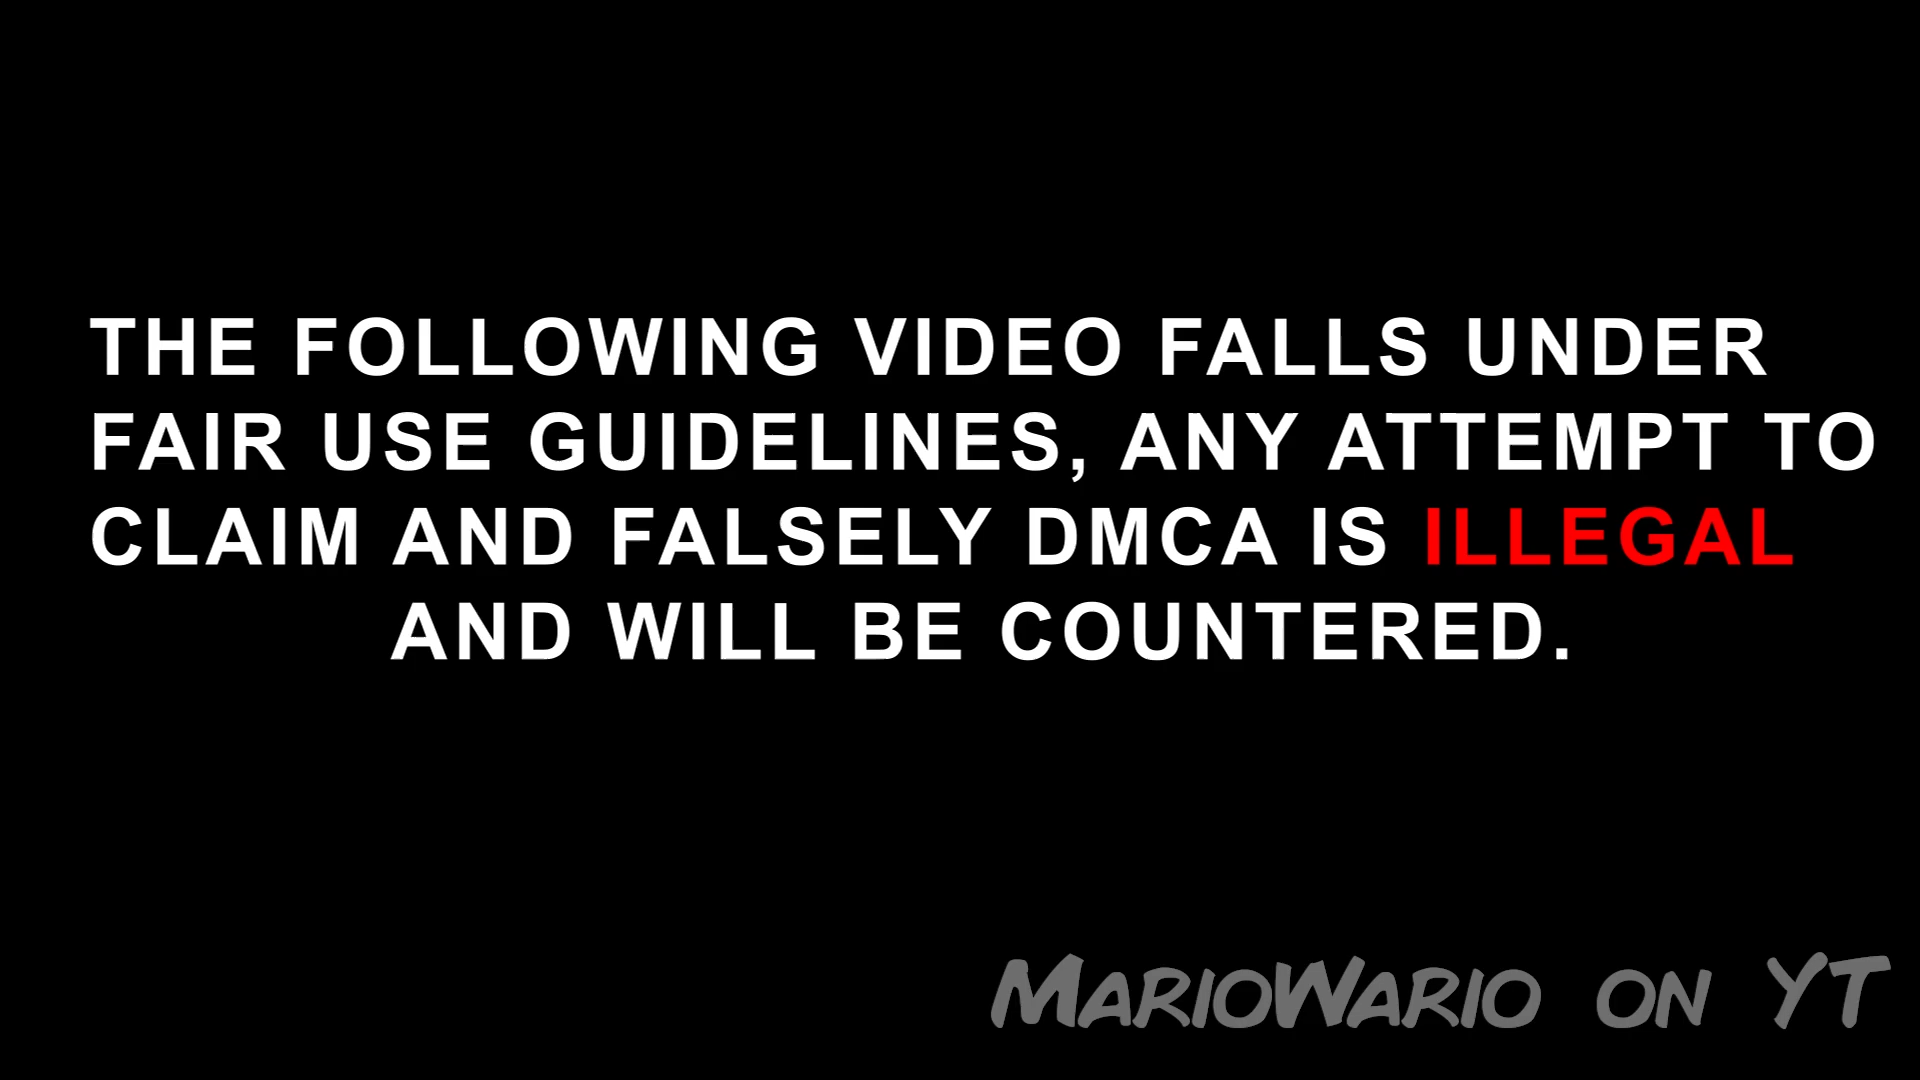 THE FOLLOWING VIDEO FALLS UNDER
FAIR USE GUIDELINES, ANY ATTEMPT TO
CLAIM AND FALSELY DMCA IS ILLEGAL
AND WILL BE COUNTERED.
MARIOWARIO ON YT